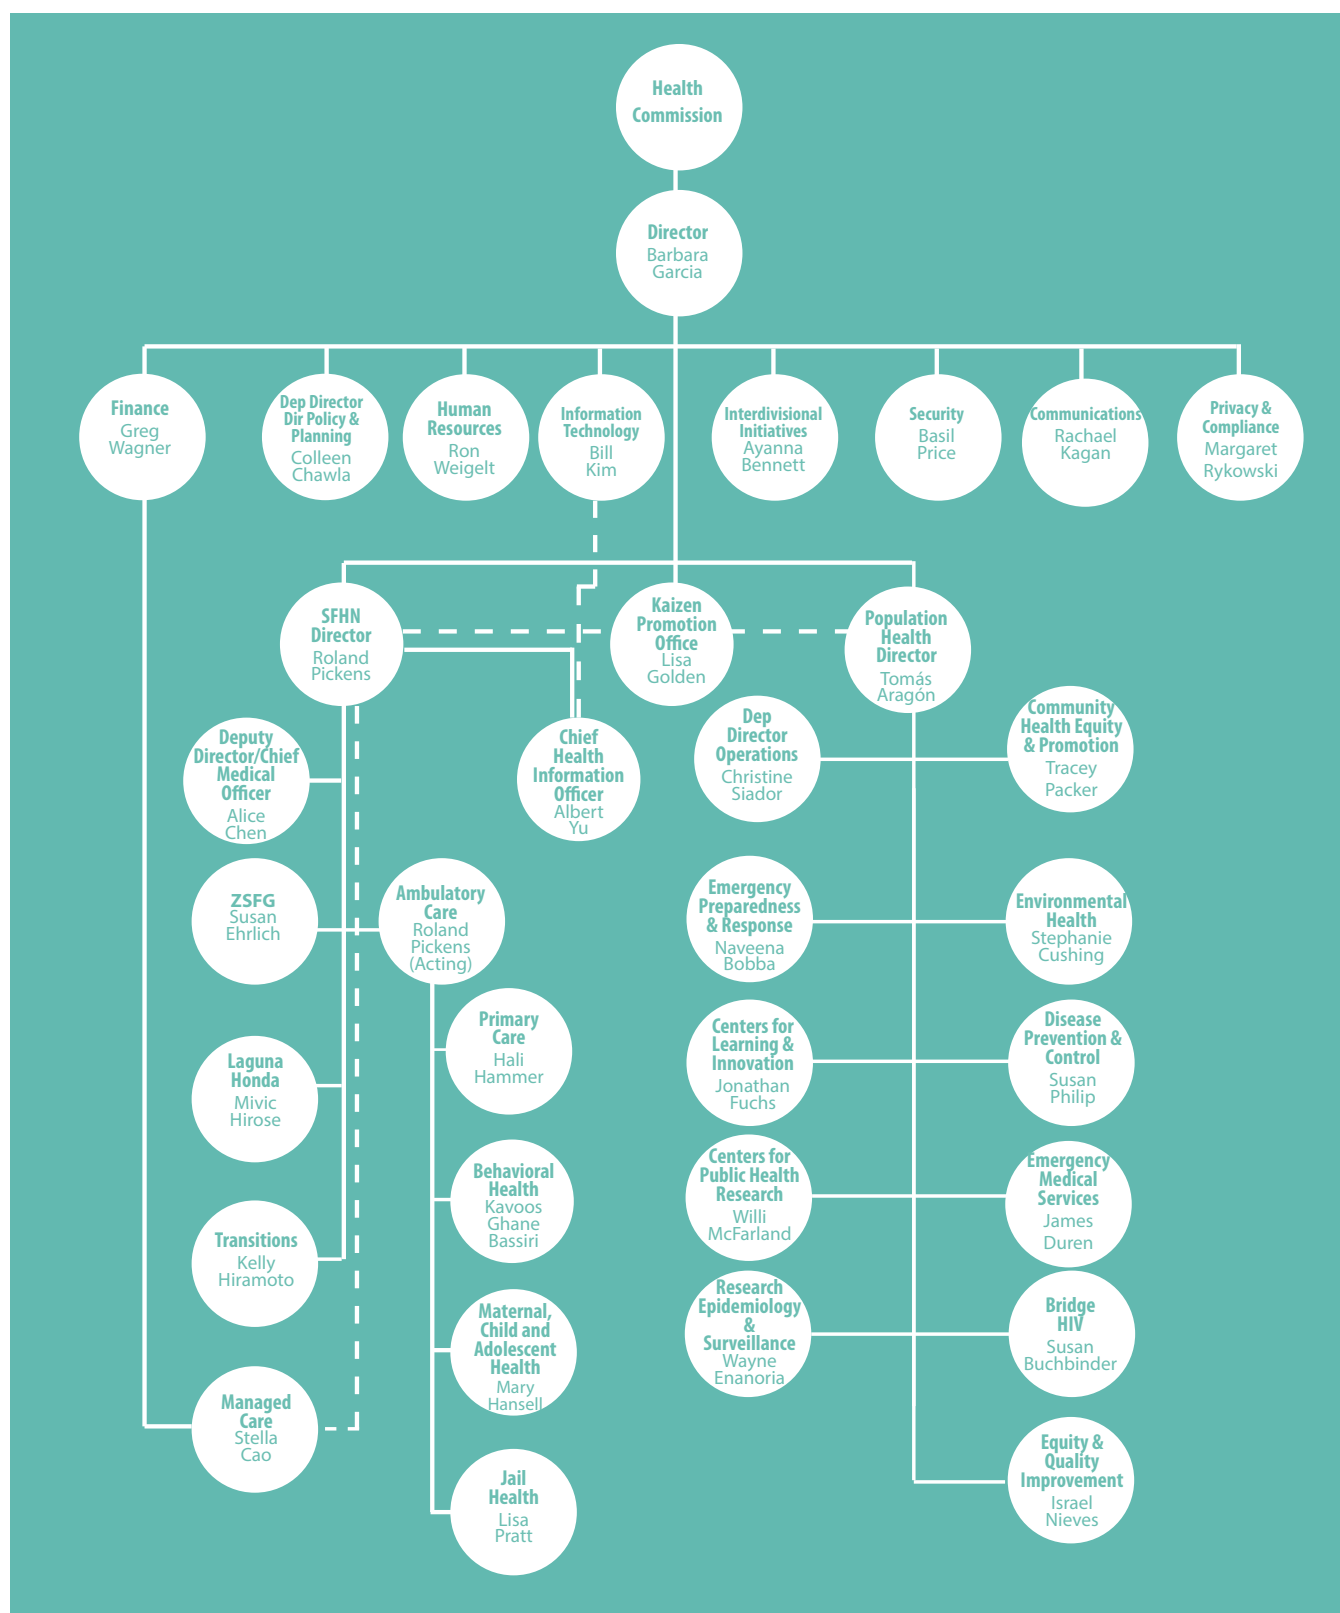 Health
Commission
Director
Barbara
Garcia
Finance
Greg
Wagner
Dep Director
Dir Policy &
Planning
Colleen
Chawla
Human
Resources
Ron
Weigelt
Information
Technology
Bill
Kim
Interdivisional
Initiatives
Ayanna
Bennett
Security
Basil
Price
Communications
Rachael
Kagan
Privacy &
Compliance
Margaret
Rykowski
SFHN
Director
Roland
Pickens
Kaizen
Promotion
Office
Lisa
Golden
Population
Health
Director
Tomás
Aragón
Deputy
Director/Chief
Medical
Officer
Alice
Chen
Chief
Health
Information
Officer
Albert
Yu
Dep
Director
Operations
Christine
Siador
Community
Health Equity
& Promotion
Tracey
Packer
ZSFG
Susan
Ehrlich
Ambulatory
Care
Roland
Pickens
(Acting)
Emergency
Preparedness
& Response
Naveena
Bobba
Environmental
Health
Stephanie
Cushing
Laguna
Honda
Mivic
Hirose
Primary
Care
Hali
Hammer
Centers for
Learning &
Innovation
Jonathan
Fuchs
Disease
Prevention &
Control
Susan
Philip
Transitions
Kelly
Hiramoto
Behavioral
Health
Kavoos
Ghane
Bassiri
Centers for
Public Health
Research
Willi
McFarland
Emergency
Medical
Services
James
Duren
Managed
Care
Stella
Cao
Maternal,
Child and
Adolescent
Health
Mary
Hansell
Research
Epidemiology
&
Surveillance
Wayne
Enanoria
Bridge
HIV
Susan
Buchbinder
Jail
Health
Lisa
Pratt
Equity &
Quality
Improvement
Israel
Nieves